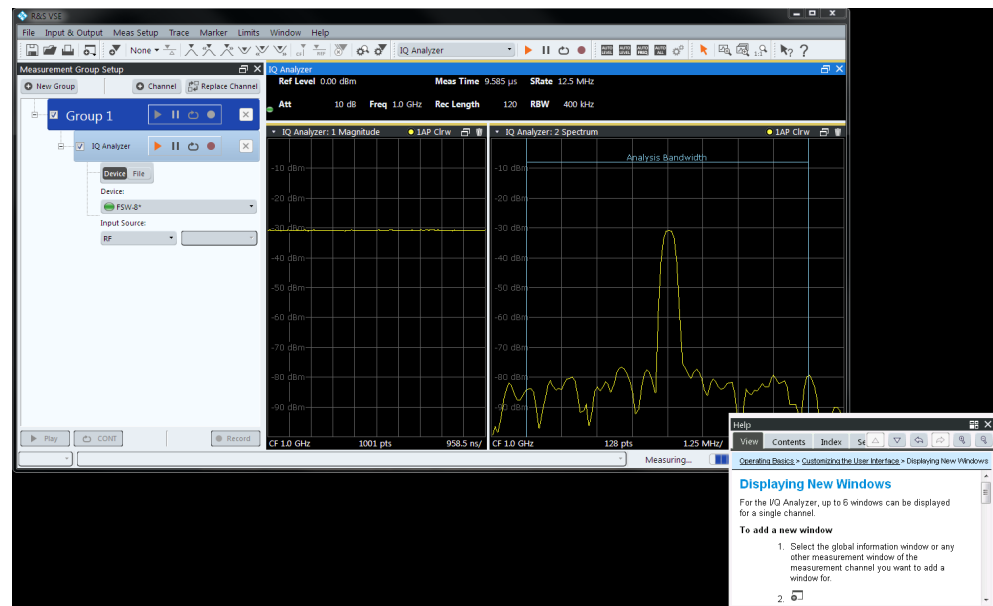 R&S VSE
File Input & Output Meas Setup Trace Marker Limits Window Help
None IQ Analyzer
Measurement Group Setup
New Group Channel Replace Channel
Group 1
IQ Analyzer
Device File
Device:
FSW-8*
Input Source:
RF
Play CONT Record
IQ Analyzer
Ref Level 0.00 dBm Meas Time 9.585 µs SRate 12.5 MHz
Att 10 dB Freq 1.0 GHz Rec Length 120 RBW 400 kHz
IQ Analyzer: 1 Magnitude 1AP Clrw
-10 dBm
-20 dBm
-30 dBm
-40 dBm
-50 dBm
-60 dBm
-70 dBm
-80 dBm
-90 dBm
CF 1.0 GHz 1001 pts 958.5 ns/
IQ Analyzer: 2 Spectrum 1AP Clrw
Analysis Bandwidth
-10 dBm
-20 dBm
-30 dBm
-40 dBm
-50 dBm
-60 dBm
-70 dBm
-80 dBm
-90 dBm
CF 1.0 GHz 128 pts 1.25 MHz/
Measuring...
Help
View Contents Index Se
Operating Basics > Customizing the User Interface > Displaying New Windows
Displaying New Windows
For the I/Q Analyzer, up to 6 windows can be displayed
for a single channel.
To add a new window
1. Select the global information window or any
other measurement window of the
measurement channel you want to add a
window for.
2.